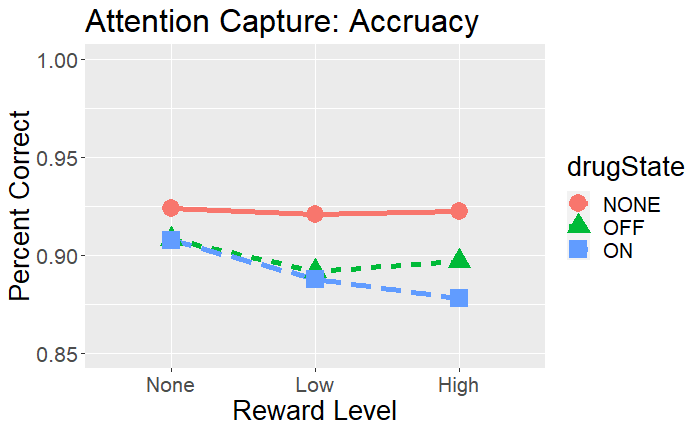 Attention Capture: Accruacy
Percent Correct
1.00
0.95
0.90
0.85
None Low High
Reward Level
drugState
NONE
OFF
ON